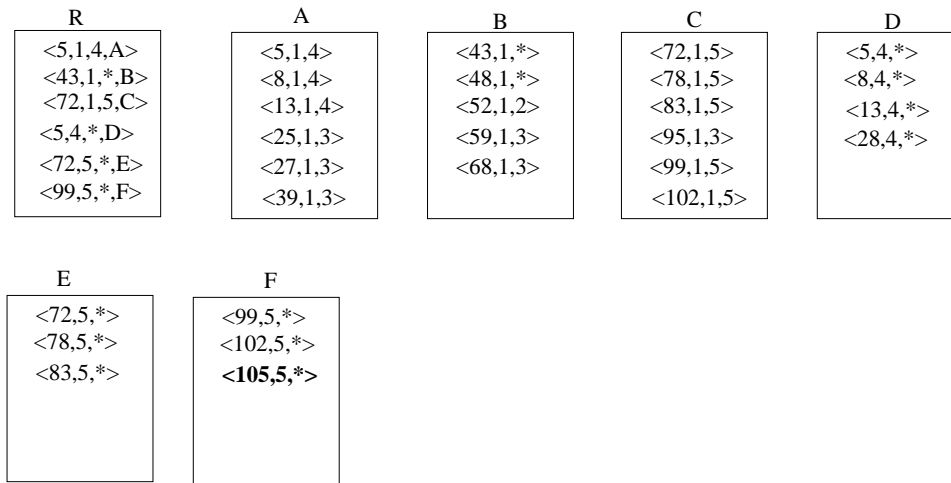 R
<5,1,4,A>
<43,1,*,B>
<72,1,5,C>
<5,4,*,D>
<72,5,*,E>
<99,5,*,F>
A
<5,1,4>
<8,1,4>
<13,1,4>
<25,1,3>
<27,1,3>
<39,1,3>
B
<43,1,*>
<48,1,*>
<52,1,2>
<59,1,3>
<68,1,3>
C
<72,1,5>
<78,1,5>
<83,1,5>
<95,1,3>
<99,1,5>
<102,1,5>
D
<5,4,*>
<8,4,*>
<13,4,*>
<28,4,*>
E
<72,5,*>
<78,5,*>
<83,5,*>
F
<99,5,*>
<102,5,*>
<105,5,*>